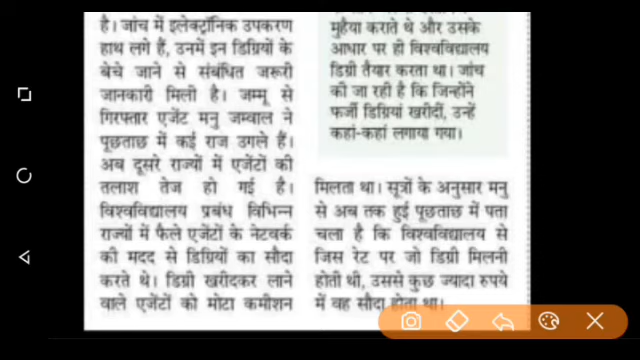 है। जांच में इलेक्ट्रॉनिक उपकरण
हाथ लगे हैं, उनमें इन डिग्रियों के
बेचे जाने से संबंधित जरूरी
जानकारी मिली है। जम्मू से
गिरफ्तार एजेंट मनु जम्वाल ने
पूछताछ में कई राज उगले हैं।
अब दूसरे राज्यों में एजेंटों की
तलाश तेज हो गई है।
विश्वविद्यालय प्रबंध विभिन्न
राज्यों में फैले एजेंटों के नेटवर्क
की मदद से डिग्रियों का सौदा
करते थे। डिग्री खरीदकर लाने
वाले एजेंटों को मोटा कमीशन
मुहैया कराते थे और उसके
आधार पर ही विश्वविद्यालय
डिग्री तैयार करता था। जांच
की जा रही है कि जिन्होंने
फर्जी डिग्रियां खरीदीं, उन्हें
कहां-कहां लगाया गया।
मिलता था। सूत्रों के अनुसार मनु
से अब तक हुई पूछताछ में पता
चला है कि विश्वविद्यालय से
जिस रेट पर जो डिग्री मिलनी
होती थी, उससे कुछ ज्यादा रुपये
में वह सौदा होता था।